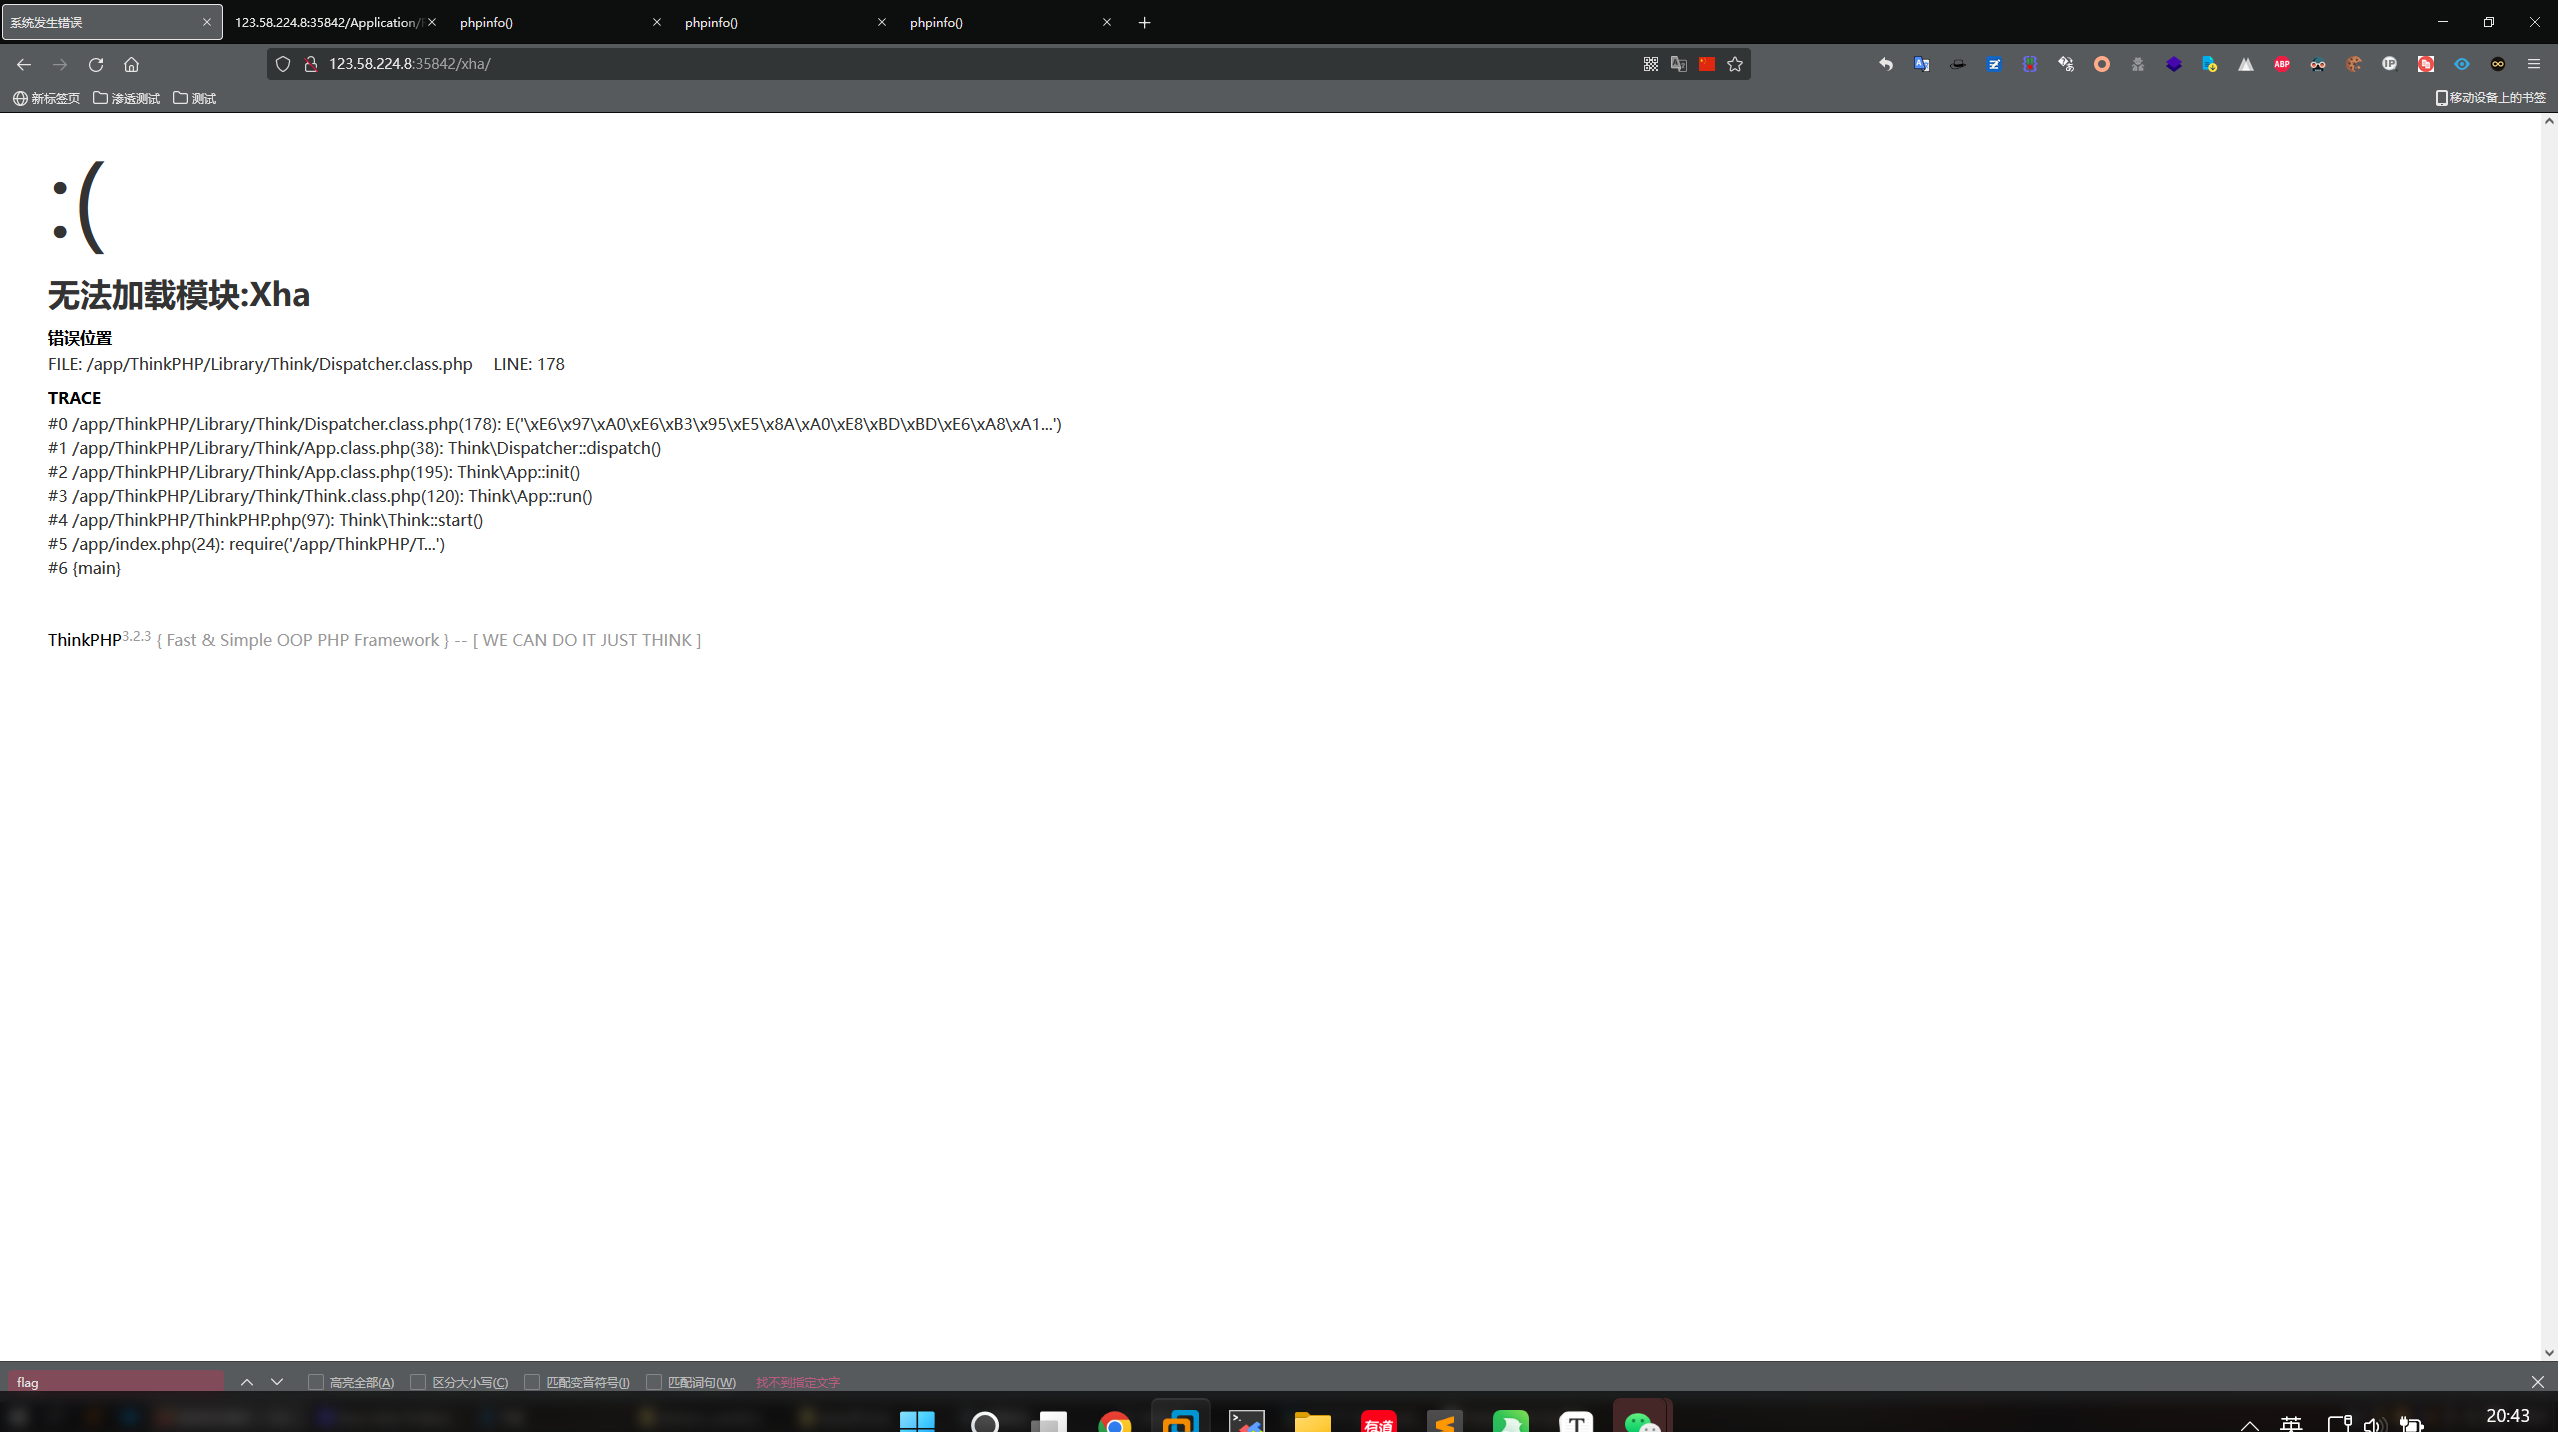 系统发生错误
123.58.224.8:35842/Application/
phpinfo()
phpinfo()
phpinfo()
123.58.224.8:35842/xha/
新标签页
渗透测试
测试
移动设备上的书签
:(
无法加载模块:Xha
错误位置
FILE: /app/ThinkPHP/Library/Think/Dispatcher.class.php LINE: 178
TRACE
#0 /app/ThinkPHP/Library/Think/Dispatcher.class.php(178): E('\xE6\x97\xA0\xE6\xB3\x95\xE5\x8A\xA0\xE8\xBD\xBD\xE6\xA8\xA1...')
#1 /app/ThinkPHP/Library/Think/App.class.php(38): Think\Dispatcher::dispatch()
#2 /app/ThinkPHP/Library/Think/App.class.php(195): Think\App::init()
#3 /app/ThinkPHP/Library/Think/Think.class.php(120): Think\App::run()
#4 /app/ThinkPHP/ThinkPHP.php(97): Think\Think::start()
#5 /app/index.php(24): require('/app/ThinkPHP/T...')
#6 {main}
ThinkPHP3.2.3 { Fast & Simple OOP PHP Framework } -- [ WE CAN DO IT JUST THINK ]
flag
高亮全部(A)
区分大小写(C)
匹配变音符号(I)
匹配词句(W)
找不到指定文字
有道
英
20:43